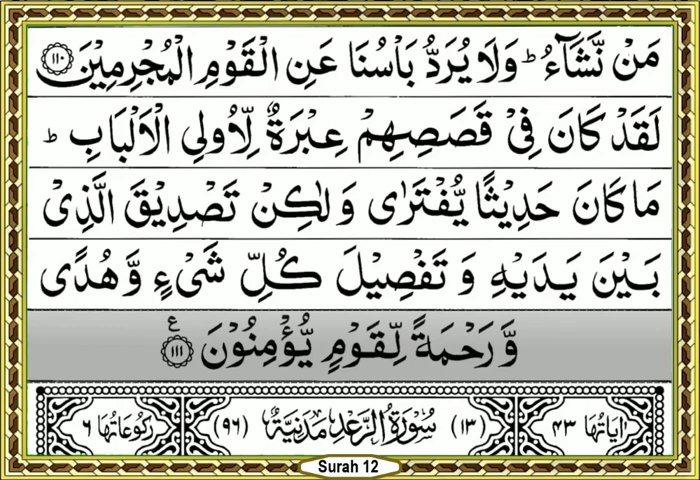 مَنْ نَّشَآءُ ؕ وَلَا يُرَدُّ بَاْسُنَا عَنِ الْقَوْمِ الْمُجْرِمِيْنَ ﴿۱۱۰﴾
لَقَدْ كَانَ فِيْ قَصَصِهِمْ عِبْرَةٌ لِّاُولِي الْاَلْبَابِ ؕ
مَا كَانَ حَدِيْثًا يُّفْتَرٰى وَلٰكِنْ تَصْدِيْقَ الَّذِيْ
بَيْنَ يَدَيْهِ وَ تَفْصِيْلَ كُلِّ شَيْءٍ وَّهُدًى
وَّرَحْمَةً لِّقَوْمٍ يُّؤْمِنُوْنَ ﴿۱۱۱﴾ ع
اٰيَاتُهَا ۴۳ (۱۳) سُوْرَةُ الرَّعْدِ مَدَنِيَّةٌ (۹۶) رُكُوْعَاتُهَا ۶
Surah 12